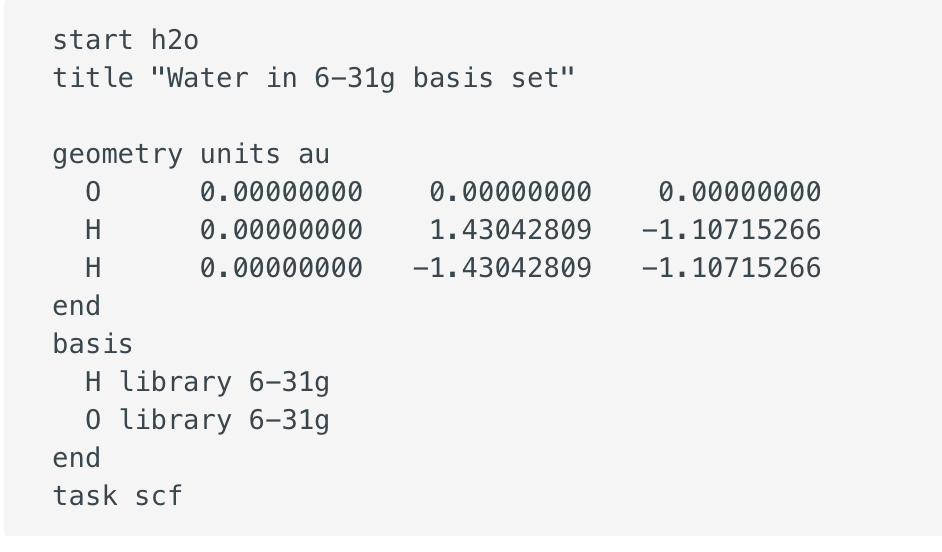 start h2o
title "Water in 6-31g basis set"
geometry units au
O 0.00000000 0.00000000 0.00000000
H 0.00000000 1.43042809 -1.10715266
H 0.00000000 -1.43042809 -1.10715266
end
basis
H library 6-31g
O library 6-31g
end
task scf